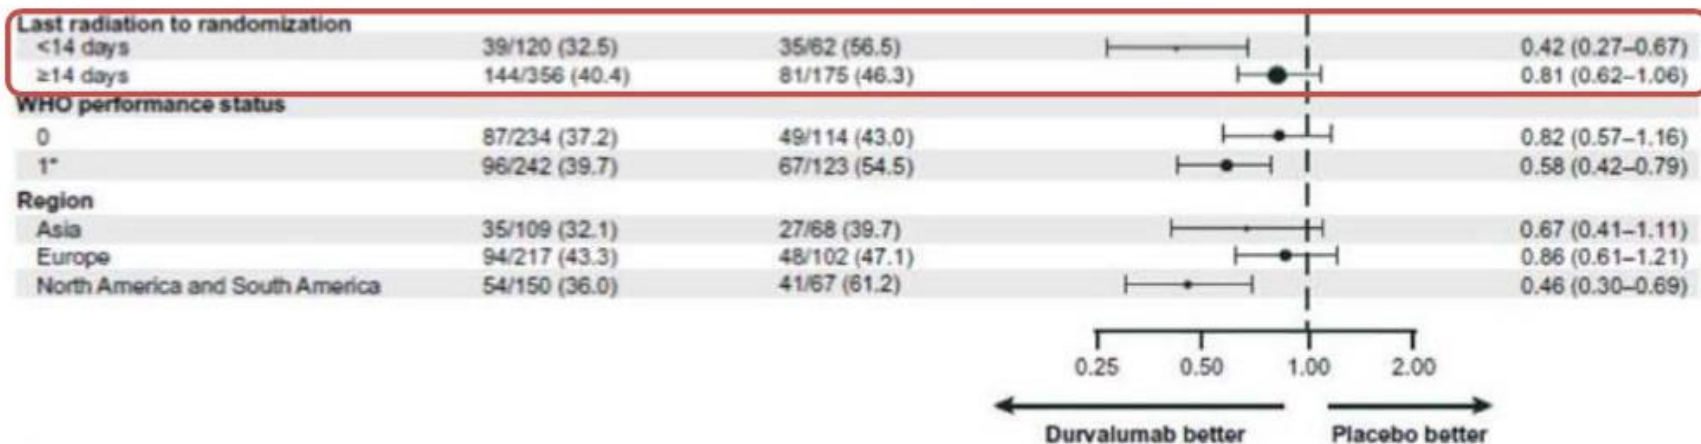 Last radiation to randomization
<14 days 39/120 (32.5) 35/62 (56.5) 0.42 (0.27–0.67)
≥14 days 144/356 (40.4) 81/175 (46.3) 0.81 (0.62–1.06)
WHO performance status
0 87/234 (37.2) 49/114 (43.0) 0.82 (0.57–1.16)
1* 96/242 (39.7) 67/123 (54.5) 0.58 (0.42–0.79)
Region
Asia 35/109 (32.1) 27/68 (39.7) 0.67 (0.41–1.11)
Europe 94/217 (43.3) 48/102 (47.1) 0.86 (0.61–1.21)
North America and South America 54/150 (36.0) 41/67 (61.2) 0.46 (0.30–0.69)
0.25 0.50 1.00 2.00
Durvalumab better Placebo better